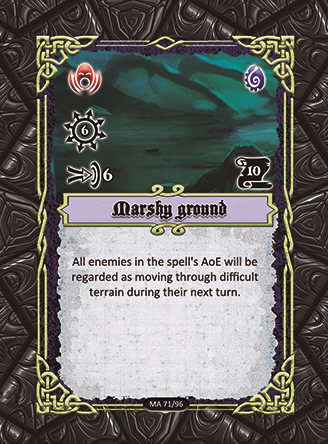 6
6
10
Marshy ground
All enemies in the spell's AoE will be
regarded as moving through difficult
terrain during their next turn.
MA 71/96